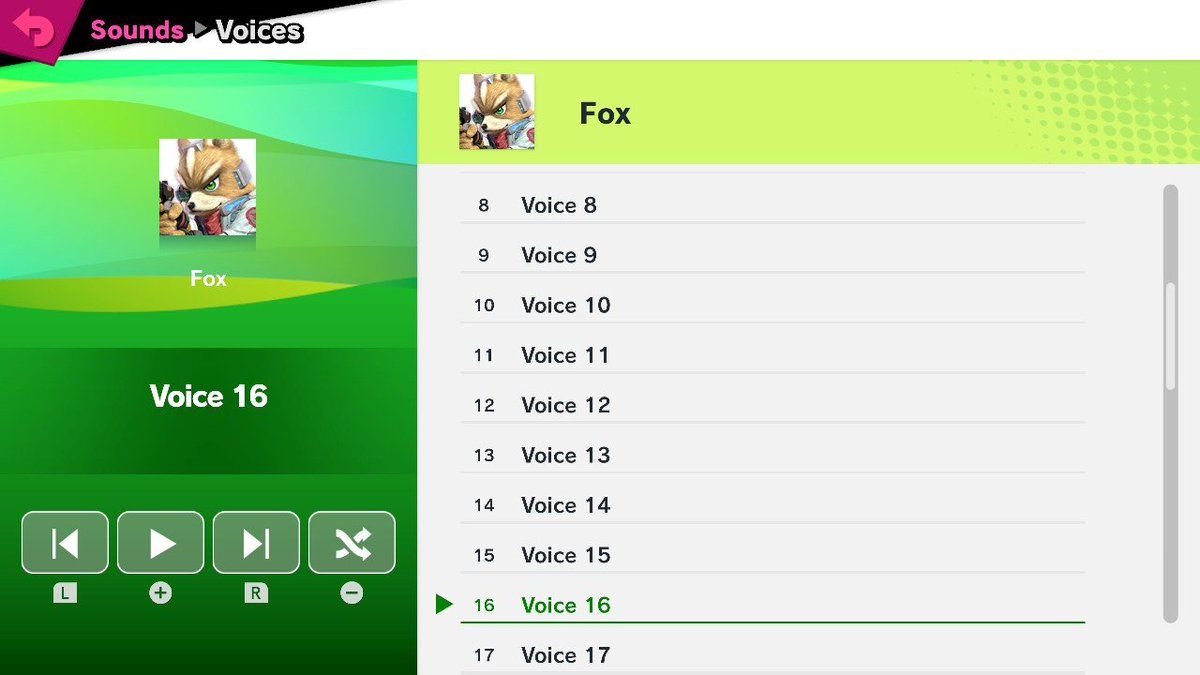 Sounds ▶ Voices
Fox
Voice 16
L + R −
Fox
8 Voice 8
9 Voice 9
10 Voice 10
11 Voice 11
12 Voice 12
13 Voice 13
14 Voice 14
15 Voice 15
16 Voice 16
17 Voice 17